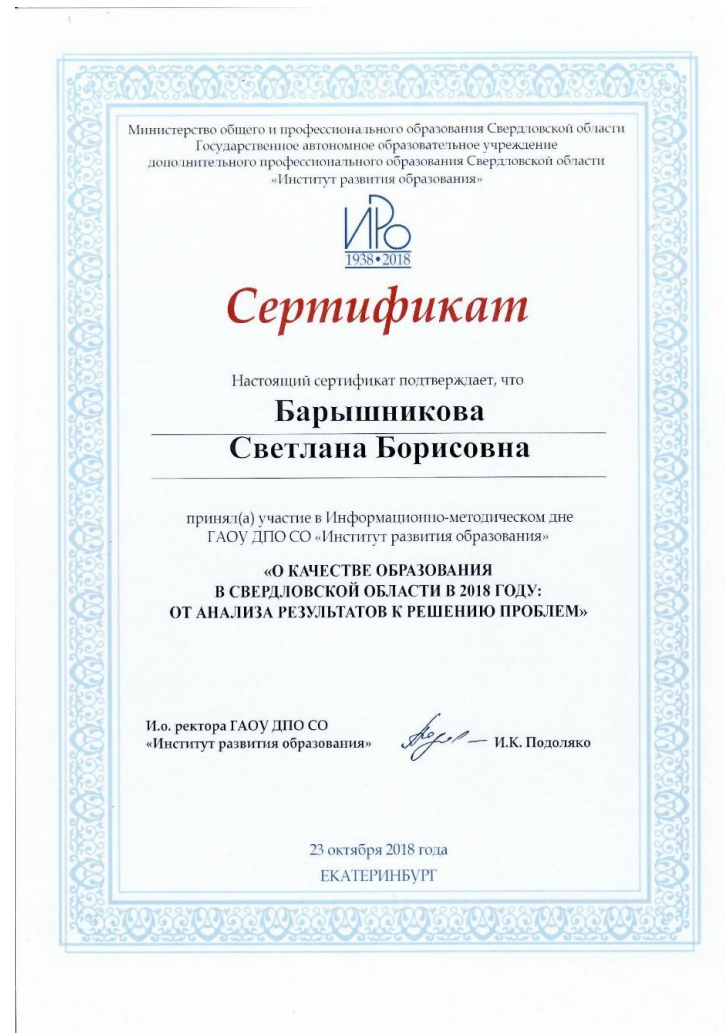 Министерство общего и профессионального образования Свердловской области
Государственное автономное образовательное учреждение
дополнительного профессионального образования Свердловской области
«Институт развития образования»
ИРО
1938•2018
Сертификат
Настоящий сертификат подтверждает, что
Барышникова
Светлана Борисовна
принял(а) участие в Информационно-методическом дне
ГАОУ ДПО СО «Институт развития образования»
«О КАЧЕСТВЕ ОБРАЗОВАНИЯ
В СВЕРДЛОВСКОЙ ОБЛАСТИ В 2018 ГОДУ:
ОТ АНАЛИЗА РЕЗУЛЬТАТОВ К РЕШЕНИЮ ПРОБЛЕМ»
И.о. ректора ГАОУ ДПО СО
«Институт развития образования» И.К. Подоляко
23 октября 2018 года
ЕКАТЕРИНБУРГ